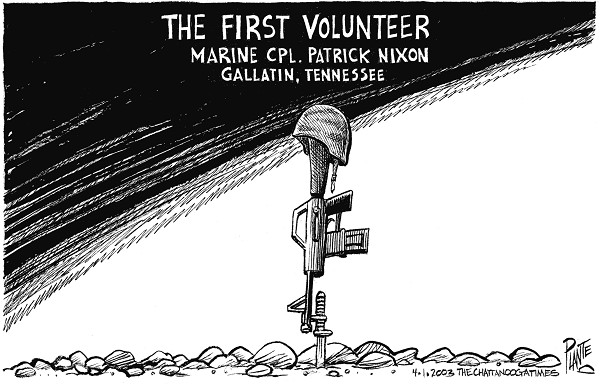 THE FIRST VOLUNTEER
MARINE CPL. PATRICK NIXON
GALLATIN, TENNESSEE
PLANTE
4·1·2003 THE CHATTANOOGA TIMES